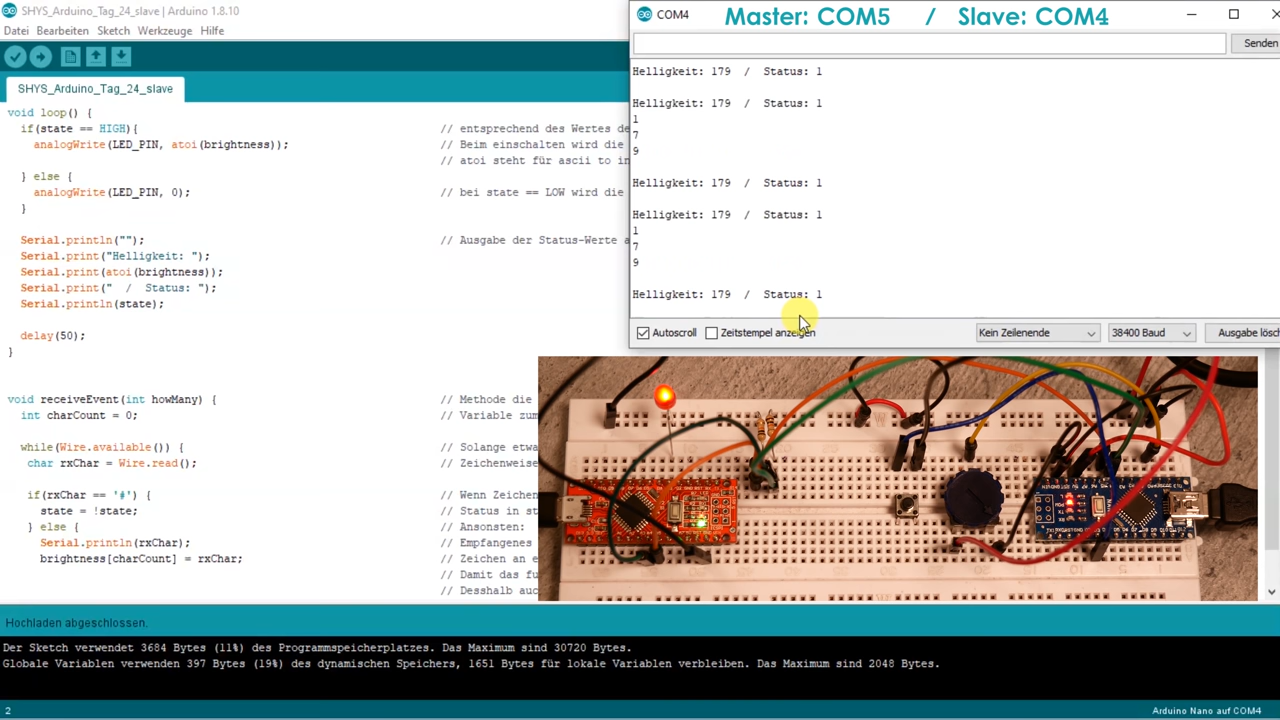 SHYS_Arduino_Tag_24_slave | Arduino 1.8.10
Datei Bearbeiten Sketch Werkzeuge Hilfe
SHYS_Arduino_Tag_24_slave
void loop() {
if(state == HIGH){ // entsprechend des Wertes
analogWrite(LED_PIN, atoi(brightness)); // Beim einschalten wird die
// atoi steht für ascii to
} else {
analogWrite(LED_PIN, 0); // bei state == LOW wird die
}
Serial.println(""); // Ausgabe der Status-Werte
Serial.print("Helligkeit: ");
Serial.print(atoi(brightness));
Serial.print("  /  Status: ");
Serial.println(state);
delay(50);
}
void receiveEvent(int howMany) { // Methode die
int charCount = 0; // Variable
while(Wire.available()) { // Solange
char rxChar = Wire.read(); // Zeichenweise
if(rxChar == '#') { // Wenn Zeichen
state = !state; // Status in
} else { // Ansonsten:
Serial.println(rxChar); // Empfangenes
brightness[charCount] = rxChar; // Zeichen an
// Damit das
// Desshalb
COM4
Master: COM5 / Slave: COM4
Senden
Helligkeit: 179  /  Status: 1
Helligkeit: 179  /  Status: 1
1
7
9
Helligkeit: 179  /  Status: 1
Helligkeit: 179  /  Status: 1
1
7
9
Helligkeit: 179  /  Status: 1
Autoscroll Zeitstempel anzeigen Kein Zeilenende 38400 Baud Ausgabe
Hochladen abgeschlossen.
Der Sketch verwendet 3684 Bytes (11%) des Programmspeicherplatzes. Das Maximum sind 30720 Bytes.
Globale Variablen verwenden 397 Bytes (19%) des dynamischen Speichers, 1651 Bytes für lokale Variablen verbleiben. Das Maximum sind 2048 Bytes.
2 Arduino Nano auf COM4